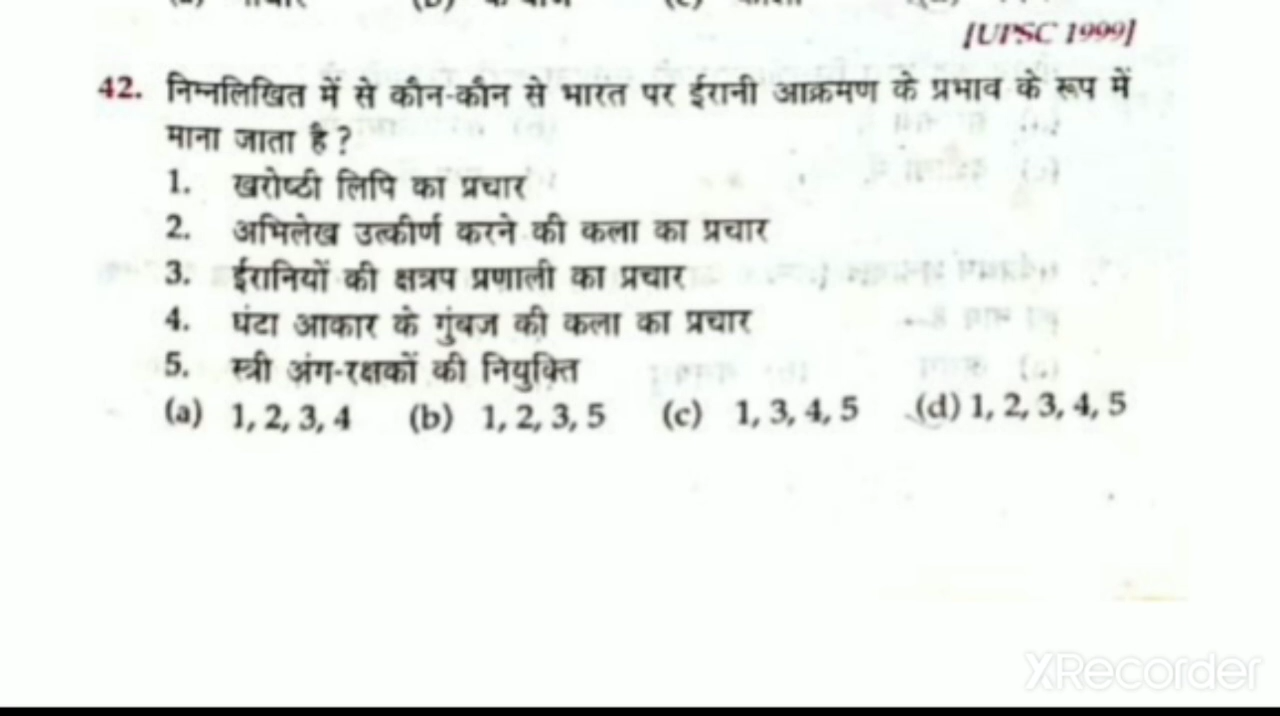 [UPSC 1999]
42. निम्नलिखित में से कौन-कौन से भारत पर ईरानी आक्रमण के प्रभाव के रूप में
माना जाता है ?
1. खरोष्ठी लिपि का प्रचार
2. अभिलेख उत्कीर्ण करने की कला का प्रचार
3. ईरानियों की क्षत्रप प्रणाली का प्रचार
4. घंटा आकार के गुंबज की कला का प्रचार
5. स्त्री अंग-रक्षकों की नियुक्ति
(a) 1, 2, 3, 4 (b) 1, 2, 3, 5 (c) 1, 3, 4, 5 (d) 1, 2, 3, 4, 5
XRecorder